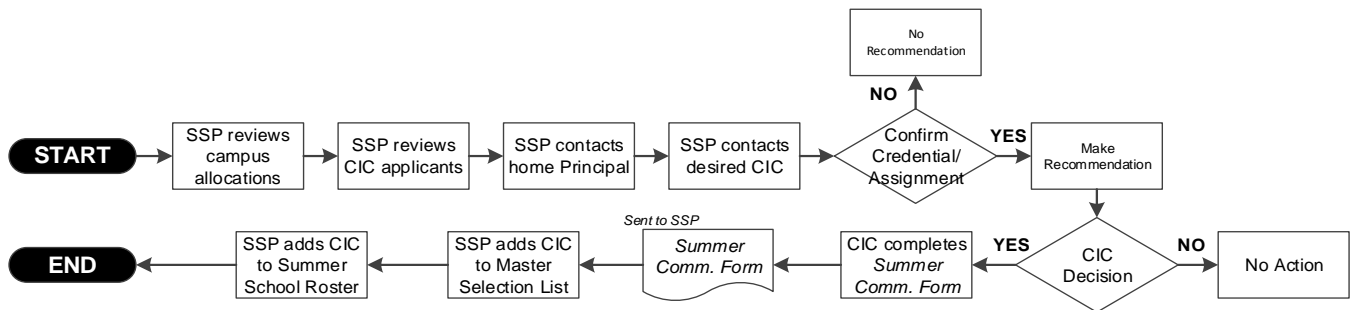 No
Recommendation
NO
START
SSP reviews
campus
allocations
SSP reviews
CIC applicants
SSP contacts
home Principal
SSP contacts
desired CIC
Confirm
Credential/
Assignment
YES
Make
Recommendation
END
SSP adds CIC
to Summer
School Roster
SSP adds CIC
to Master
Selection List
Sent to SSP
Summer
Comm. Form
CIC completes
Summer
Comm. Form
YES
CIC
Decision
NO
No Action